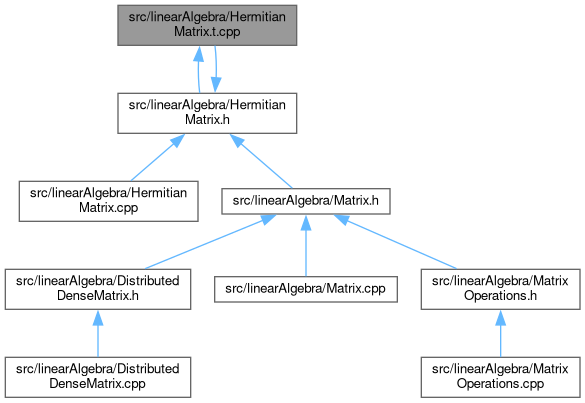 src/linearAlgebra/Hermitian
Matrix.t.cpp
src/linearAlgebra/Hermitian
Matrix.h
src/linearAlgebra/Hermitian
Matrix.cpp
src/linearAlgebra/Matrix.h
src/linearAlgebra/Distributed
DenseMatrix.h
src/linearAlgebra/Matrix.cpp
src/linearAlgebra/Matrix
Operations.h
src/linearAlgebra/Distributed
DenseMatrix.cpp
src/linearAlgebra/Matrix
Operations.cpp